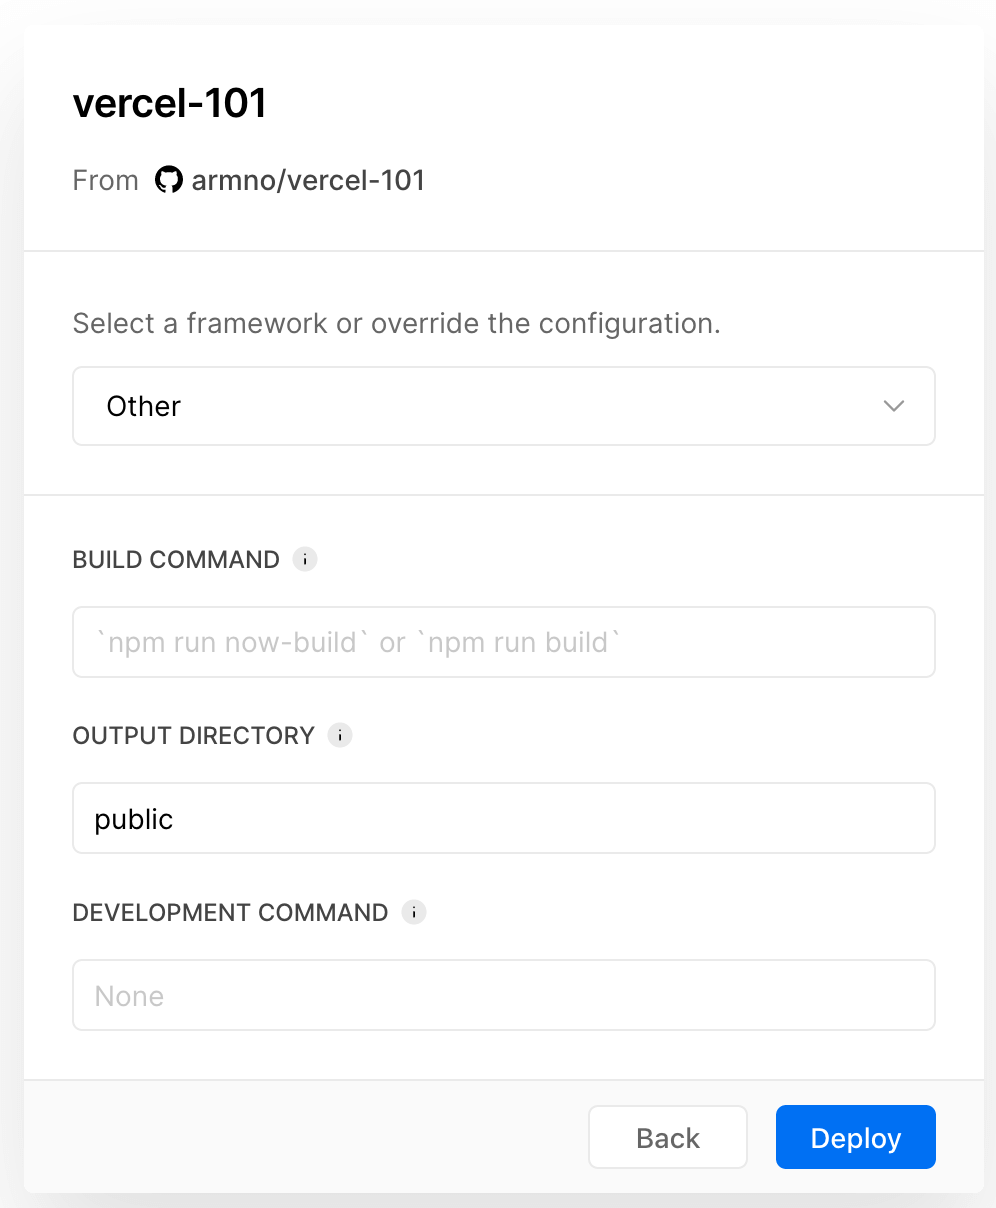 vercel-101
From armno/vercel-101
Select a framework or override the configuration.
Other
BUILD COMMAND i
`npm run now-build` or `npm run build`
OUTPUT DIRECTORY i
public
DEVELOPMENT COMMAND i
None
Back Deploy